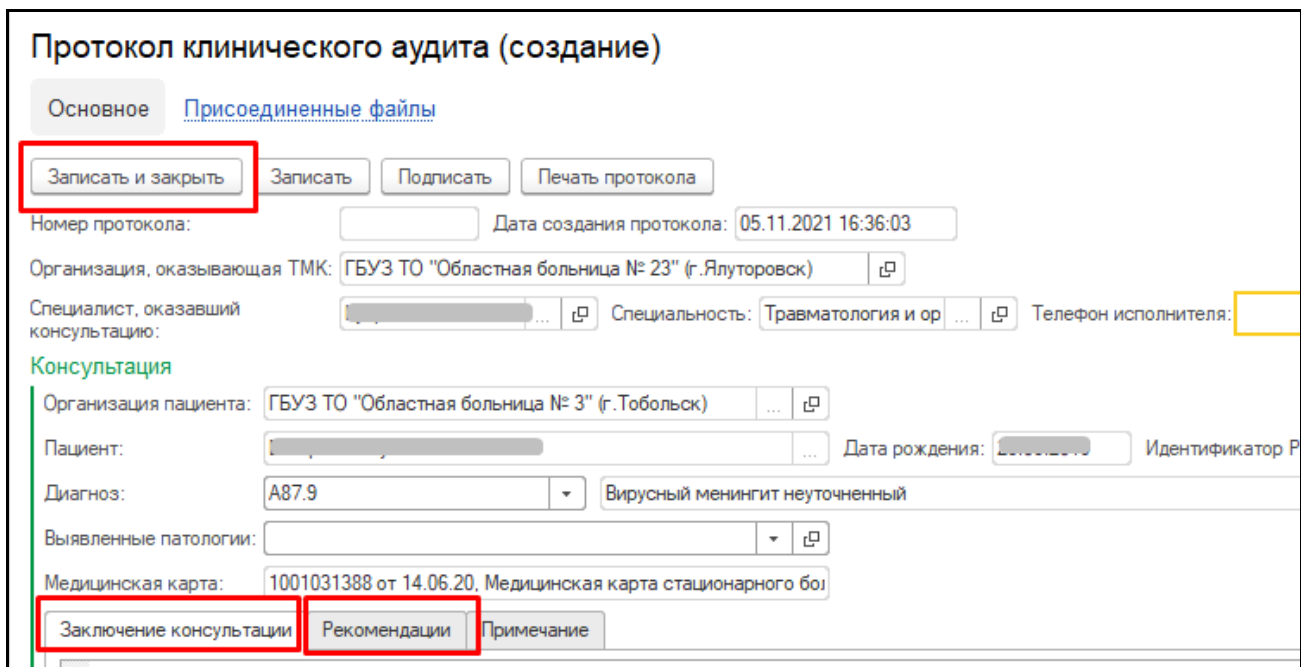 Протокол клинического аудита (создание)
Основное Присоединенные файлы
Записать и закрыть Записать Подписать Печать протокола
Номер протокола: Дата создания протокола: 05.11.2021 16:36:03
Организация, оказывающая ТМК: ГБУЗ ТО "Областная больница № 23" (г.Ялуторовск)
Специалист, оказавший консультацию: ... Специальность: Травматология и ор ... Телефон исполнителя:
Консультация
Организация пациента: ГБУЗ ТО "Областная больница № 3" (г.Тобольск) ...
Пациент: ... Дата рождения: Идентификатор Р
Диагноз: A87.9 Вирусный менингит неуточненный
Выявленные патологии:
Медицинская карта: 1001031388 от 14.06.20, Медицинская карта стационарного бол
Заключение консультации Рекомендации Примечание